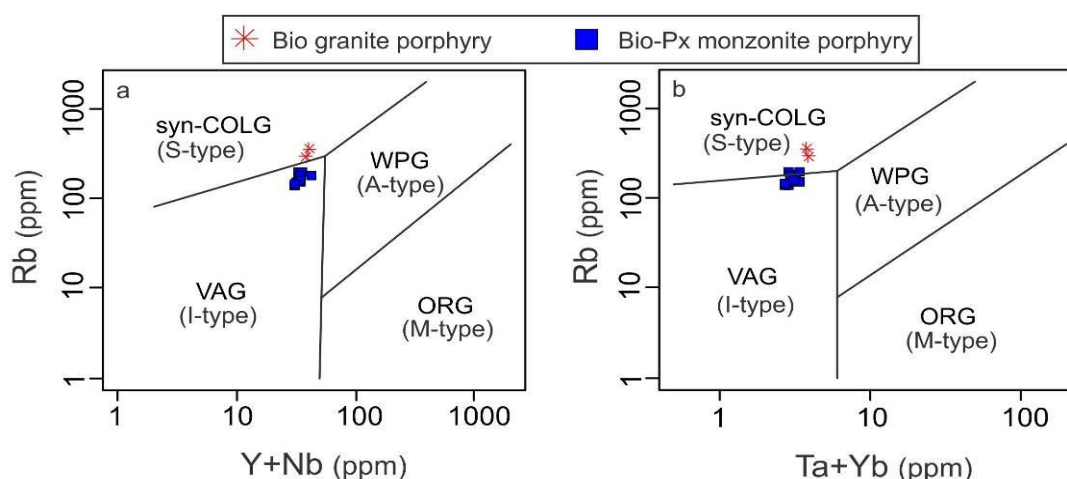 Bio granite porphyry
Bio-Px monzonite porphyry
a
syn-COLG
(S-type)
WPG
(A-type)
VAG
(I-type)
ORG
(M-type)
Rb (ppm)
1000
100
10
1
1
10
100
1000
Y+Nb (ppm)
b
syn-COLG
(S-type)
WPG
(A-type)
VAG
(I-type)
ORG
(M-type)
Rb (ppm)
1000
100
10
1
1
10
100
Ta+Yb (ppm)